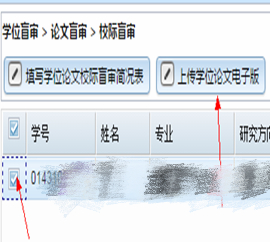 学位盲审 > 论文盲审 > 校际盲审
填写学位论文校际盲审简况表 上传学位论文电子版
学号 姓名 专业 研究方向